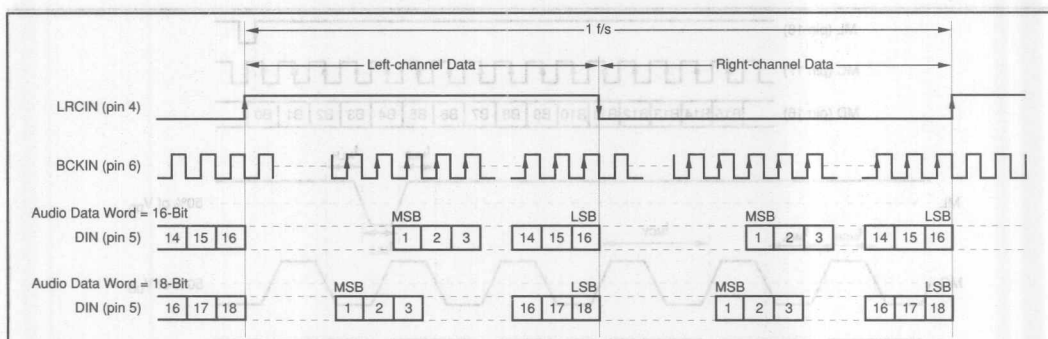 1 f/s
Left-channel Data Right-channel Data
LRCIN (pin 4)
BCKIN (pin 6)
Audio Data Word = 16-Bit MSB LSB MSB LSB
DIN (pin 5) 14 15 16 1 2 3 14 15 16 1 2 3 14 15 16
Audio Data Word = 18-Bit MSB LSB MSB LSB
DIN (pin 5) 16 17 18 1 2 3 16 17 18 1 2 3 16 17 18